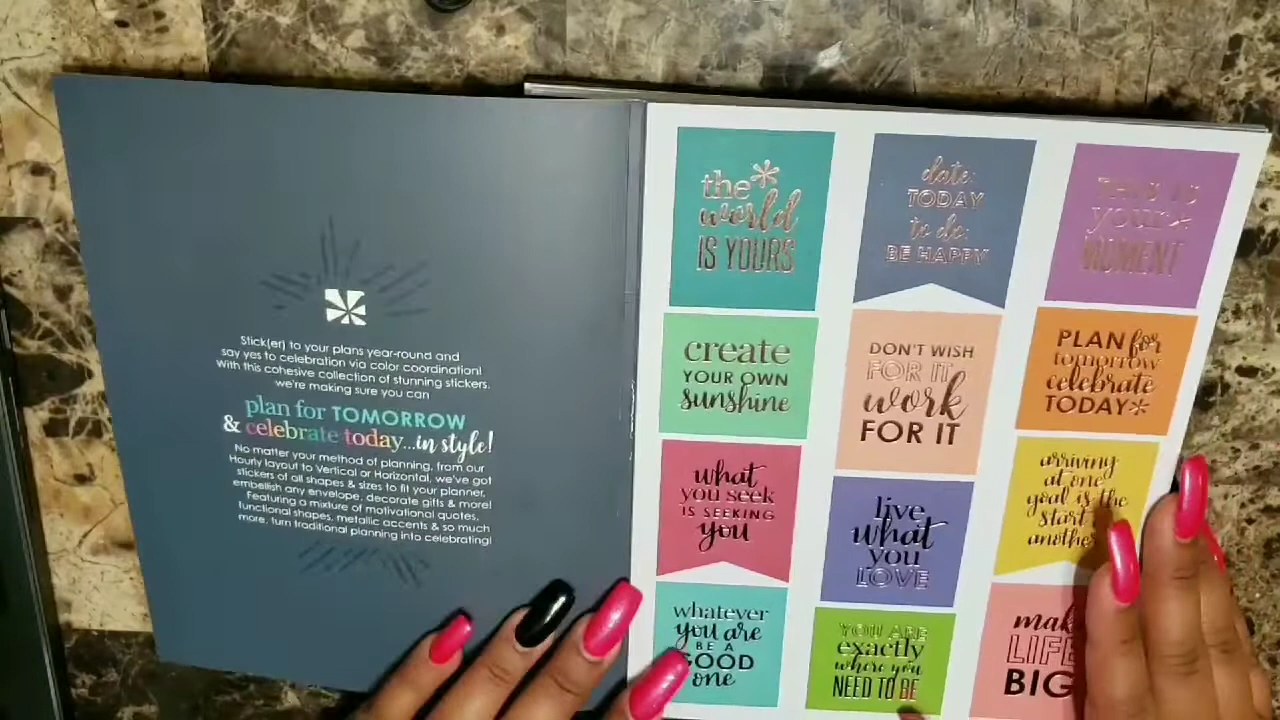 Stick(er) to your plans year-round and
say yes to celebration via color coordination!
With this cohesive collection of stunning stickers,
we're making sure you can
plan for TOMORROW
& celebrate today...in style!
No matter your method of planning, from our
Hourly layout to Vertical or Horizontal, we've got
stickers of all shapes & sizes to fit your planner,
embellish any envelope, decorate gifts & more!
Featuring a mixture of motivational quotes,
functional shapes, metallic accents & so much
more, turn traditional planning into celebrating!
the
world
IS YOURS
date:
TODAY
to do:
BE HAPPY
THIS IS
your
MOMENT
create
YOUR OWN
sunshine
DON'T WISH
FOR IT
work
FOR IT
PLAN for
tomorrow
celebrate
TODAY
what
you seek
IS SEEKING
you
live
what
you
LOVE
arriving
at one
goal is the
start
another
whatever
you are
BE A
GOOD
one
YOU ARE
exactly
where you
NEED TO BE
LIFE